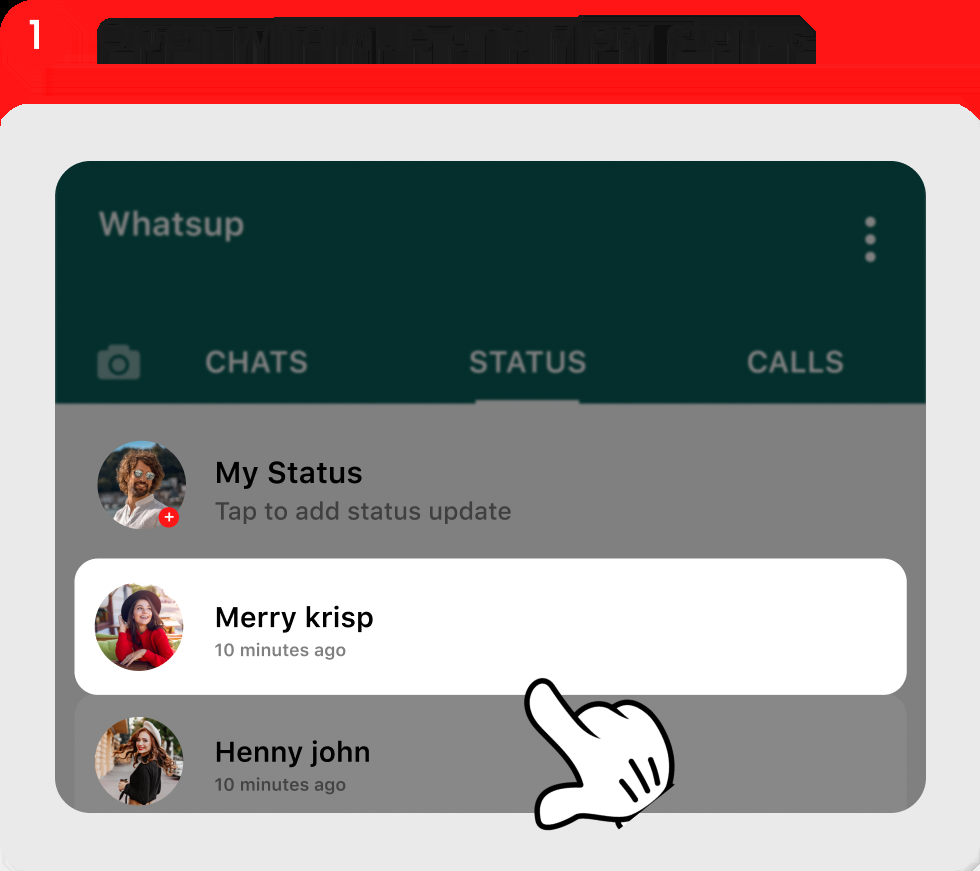 1
Whatsup
CHATS STATUS CALLS
My Status
Tap to add status update
Merry krisp
10 minutes ago
Henny john
10 minutes ago